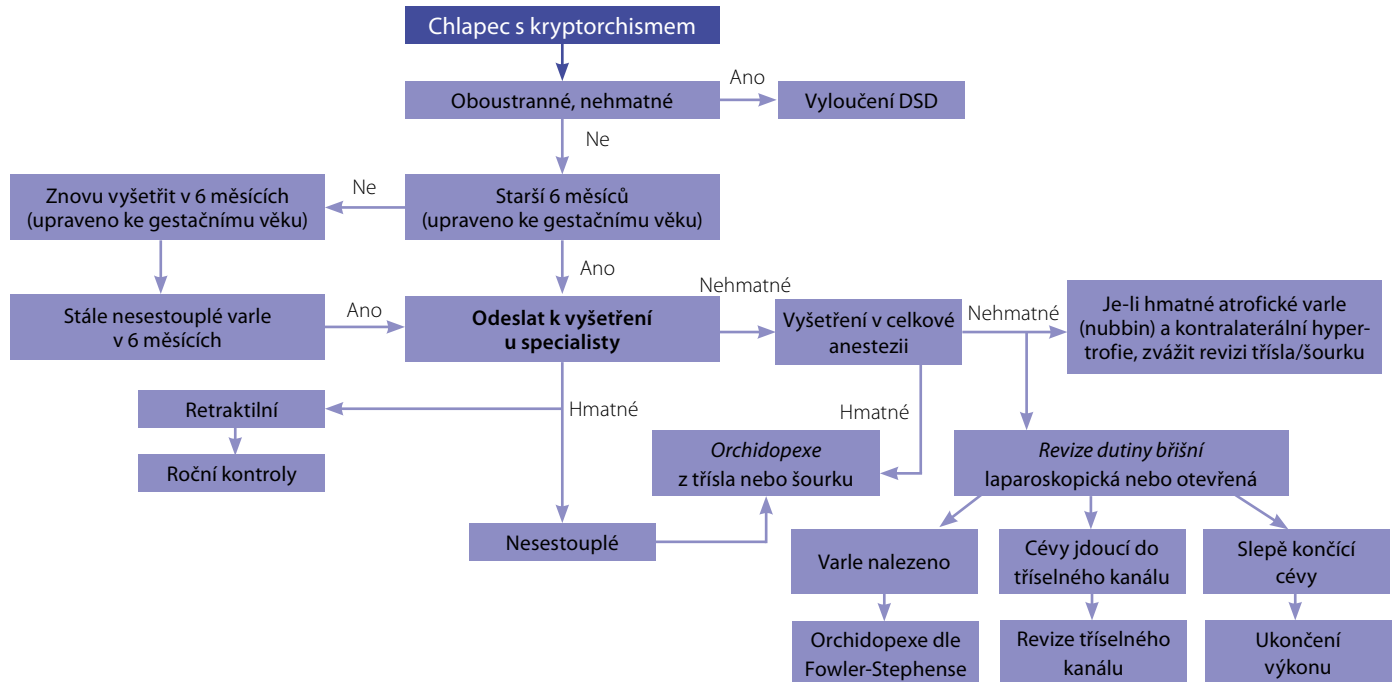 Chlapec s kryptorchismem
Ano
Oboustranné, nehmatné
Vyloučení DSD
Ne
Znovu vyšetřit v 6 měsících
(upraveno ke gestačnímu věku)
Ne
Starší 6 měsíců
(upraveno ke gestačnímu věku)
Ano
Stále nesestouplé varle
v 6 měsících
Ano
Odeslat k vyšetření
u specialisty
Nehmatné
Vyšetření v celkové
anestezii
Nehmatné
Je-li hmatné atrofické varle
(nubbin) a kontralaterální hyper-
trofie, zvážit revizi třísla/šourku
Retraktilní
Hmatné
Hmatné
Roční kontroly
Orchidopexe
z třísla nebo šourku
Revize dutiny břišní
laparoskopická nebo otevřená
Nesestouplé
Varle nalezeno
Cévy jdoucí do
tříselného kanálu
Slepě končící
cévy
Orchidopexe dle
Fowler-Stephense
Revize tříselného
kanálu
Ukončení
výkonu